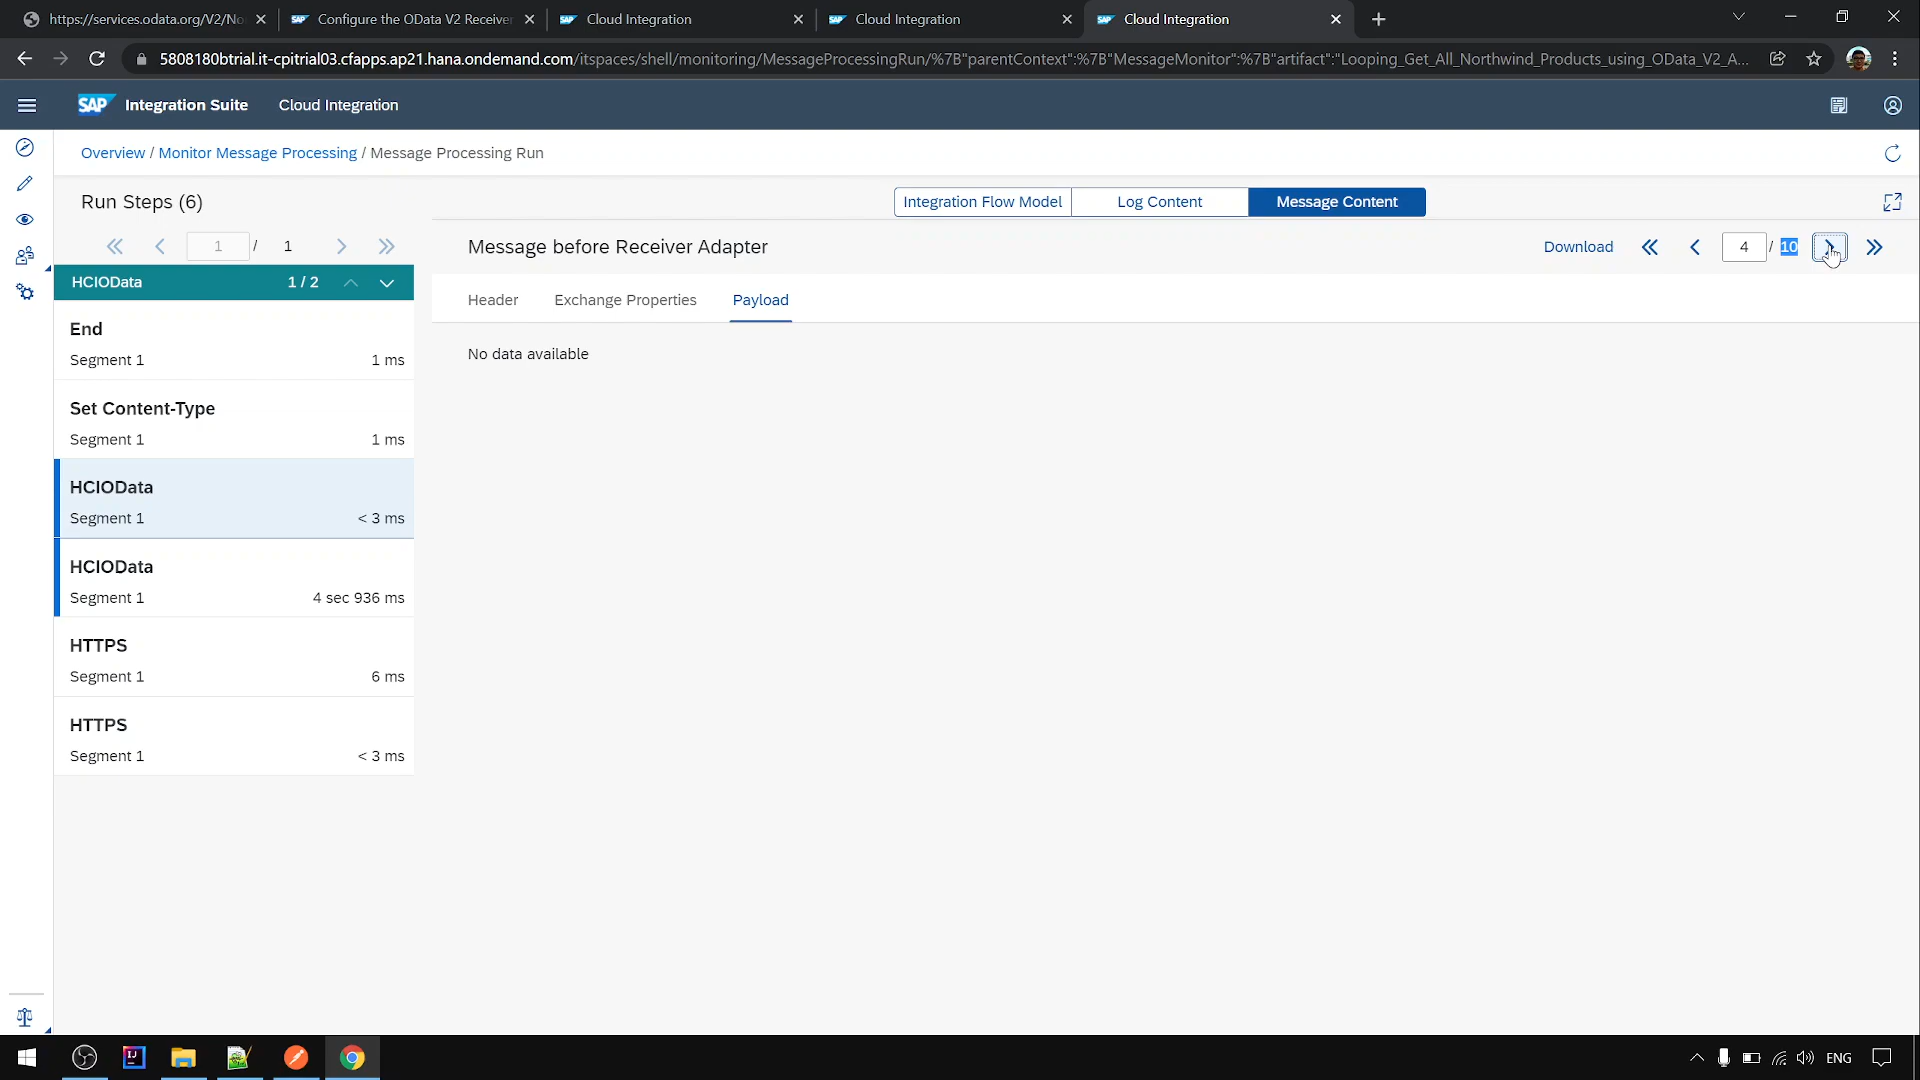 https://services.odata.org/V2/No
Configure the OData V2 Receiver
Cloud Integration
Cloud Integration
Cloud Integration
5808180btrial.it-cpitrial03.cfapps.ap21.hana.ondemand.com/itspaces/shell/monitoring/MessageProcessingRun/%7B"parentContext":%7B"MessageMonitor":%7B"artifact":"Looping_Get_All_Northwind_Products_using_OData_V2_A...
SAP Integration Suite Cloud Integration
Overview / Monitor Message Processing / Message Processing Run
Run Steps (6)
Integration Flow Model
Log Content
Message Content
1 / 1
Message before Receiver Adapter
Download
4 / 10
HCIOData 1 / 2
Header
Exchange Properties
Payload
No data available
End
Segment 1 1 ms
Set Content-Type
Segment 1 1 ms
HCIOData
Segment 1 < 3 ms
HCIOData
Segment 1 4 sec 936 ms
HTTPS
Segment 1 6 ms
HTTPS
Segment 1 < 3 ms
ENG